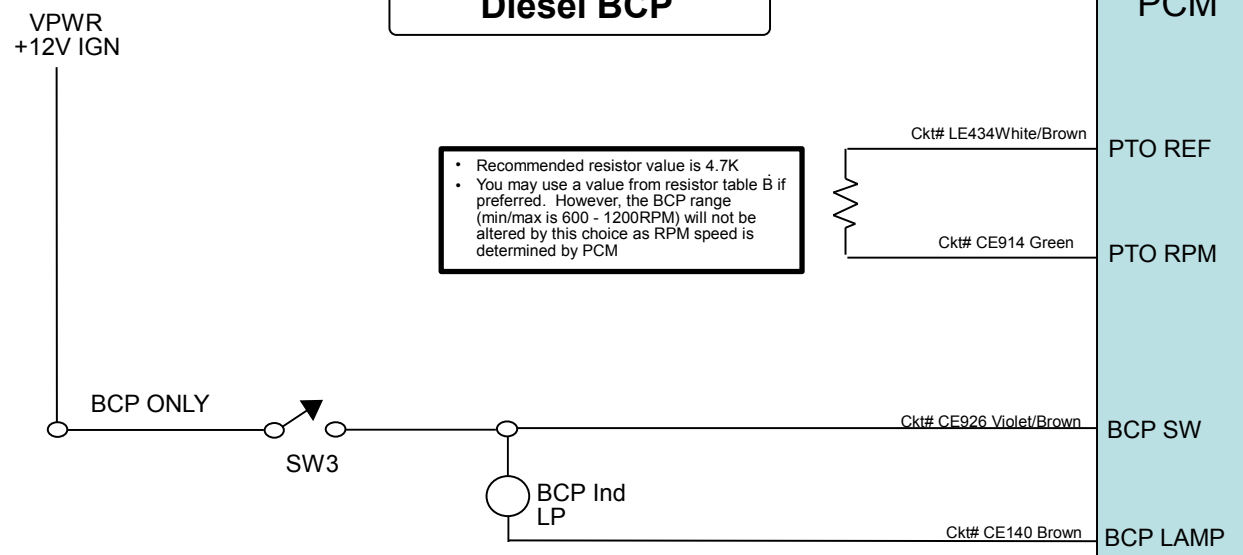 Diesel BCP
PCM
VPWR
+12V IGN
Ckt# LE434White/Brown
PTO REF
• Recommended resistor value is 4.7K
• You may use a value from resistor table B if
preferred. However, the BCP range
(min/max is 600 - 1200RPM) will not be
altered by this choice as RPM speed is
determined by PCM
Ckt# CE914 Green
PTO RPM
BCP ONLY
SW3
Ckt# CE926 Violet/Brown
BCP SW
BCP Ind
LP
Ckt# CE140 Brown
BCP LAMP